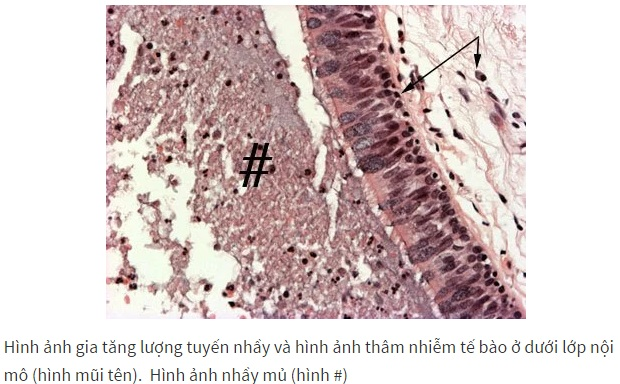 #
Hình ảnh gia tăng lượng tuyến nhầy và hình ảnh thâm nhiễm tế bào ở dưới lớp nội
mô (hình mũi tên).  Hình ảnh nhầy mủ (hình #)